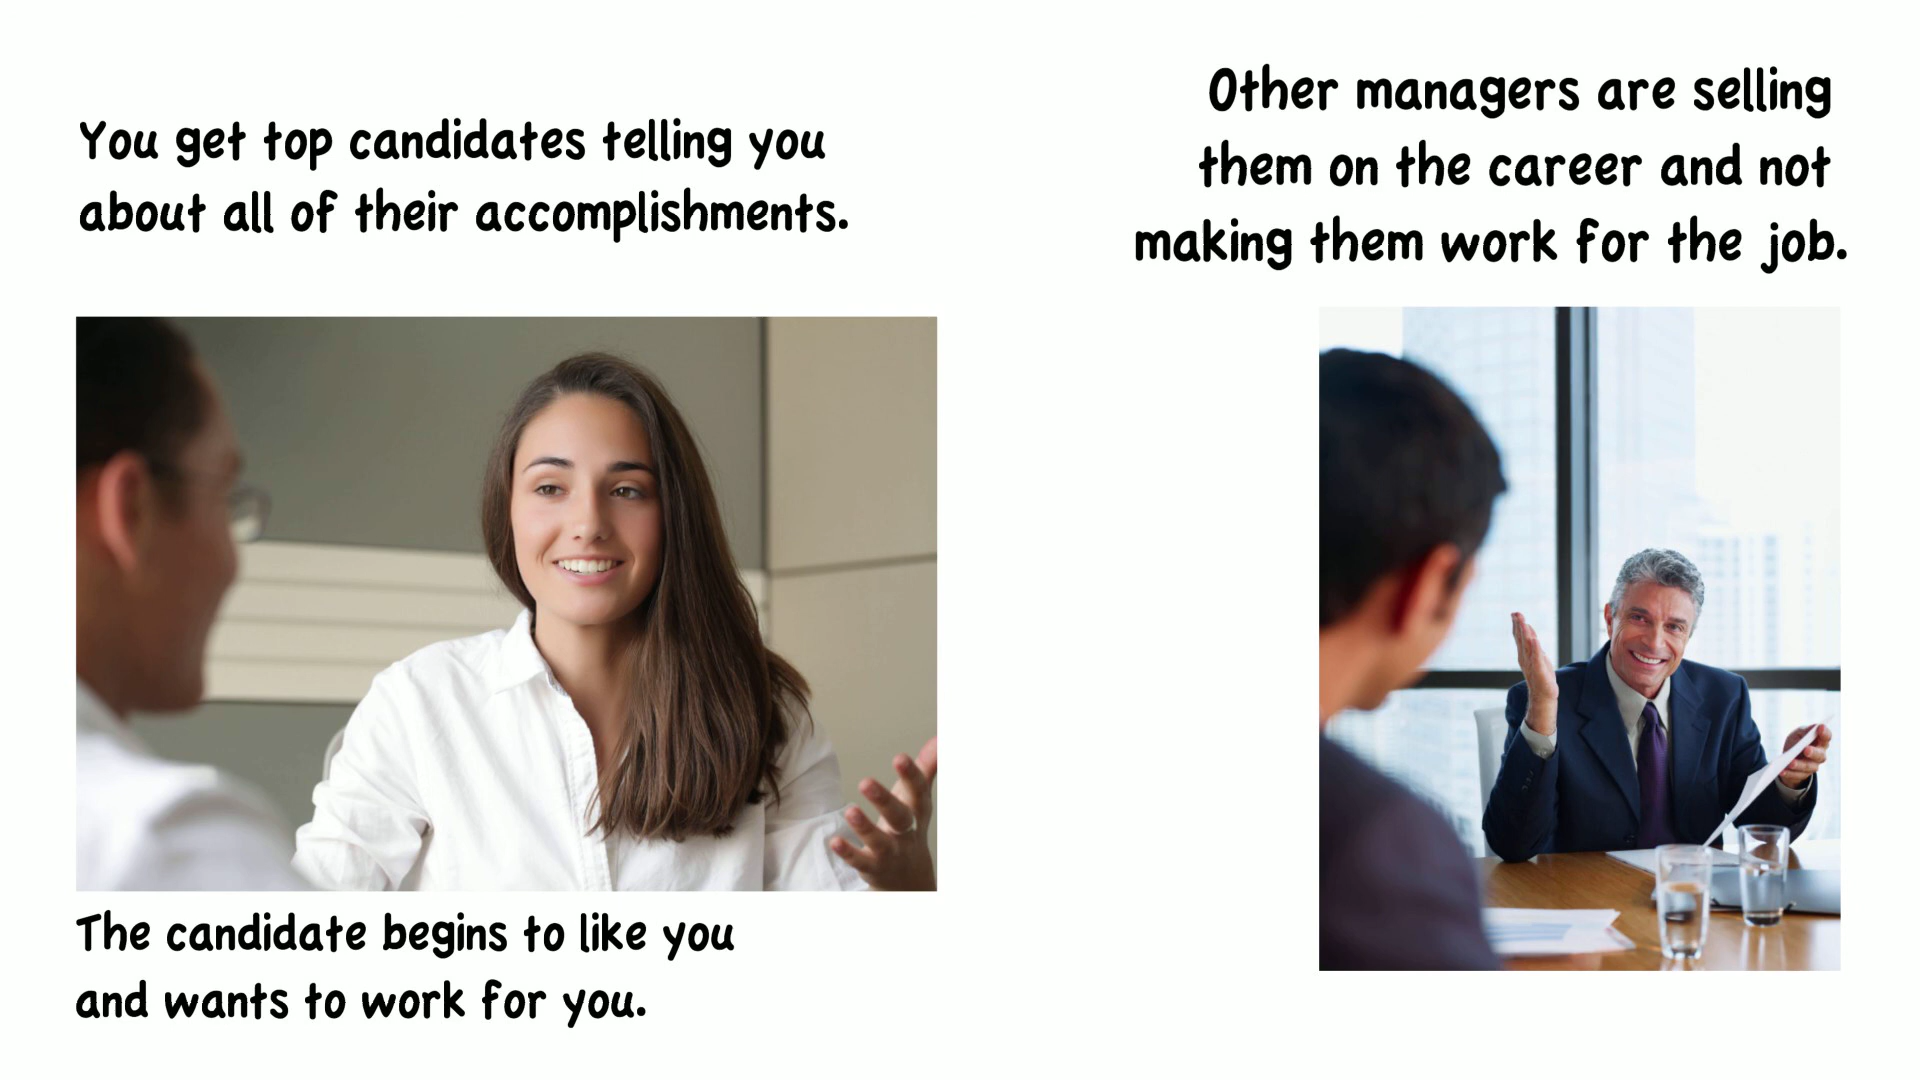 You get top candidates telling you
about all of their accomplishments.
The candidate begins to like you
and wants to work for you.
Other managers are selling
them on the career and not
making them work for the job.